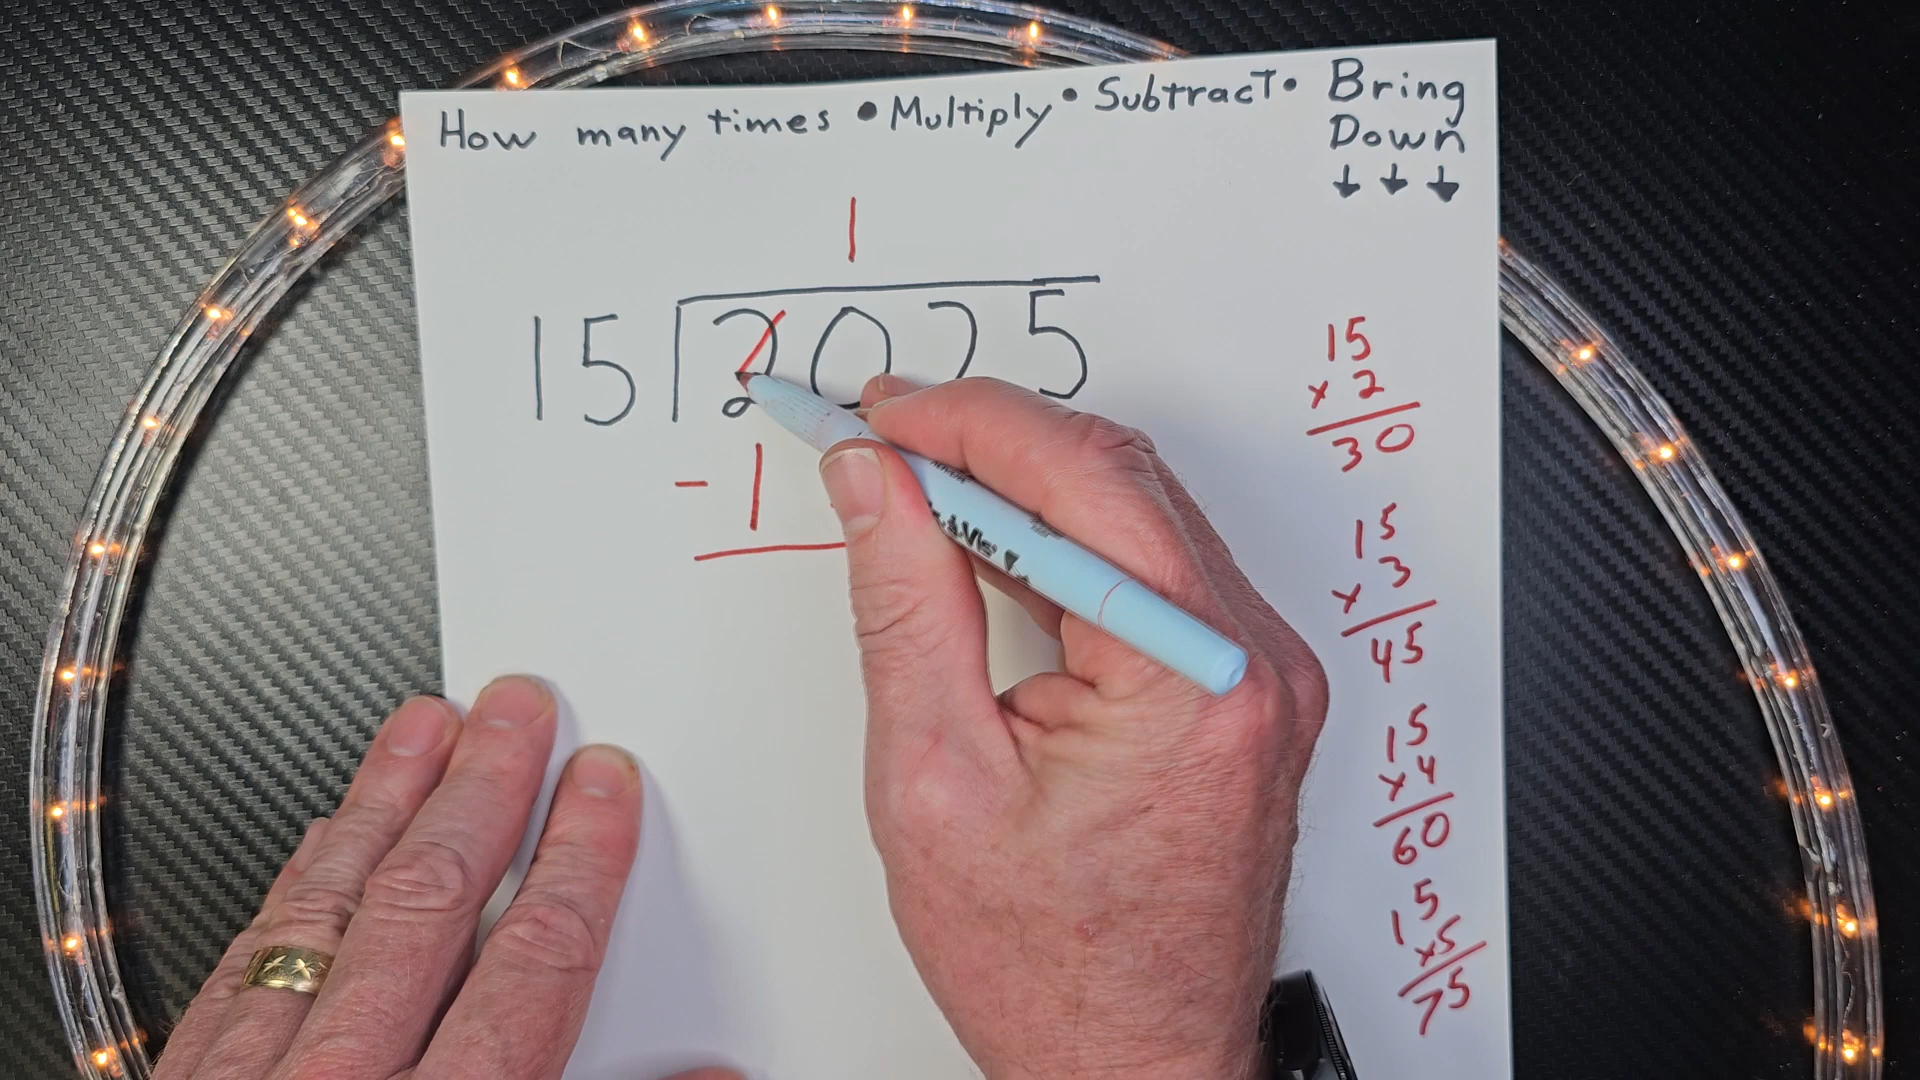 How many times • Multiply • Subtract • Bring
Down
↓ ↓ ↓
1
15 2025
- 1
15
x 2
30
15
x 3
45
15
x 4
60
15
x5
75